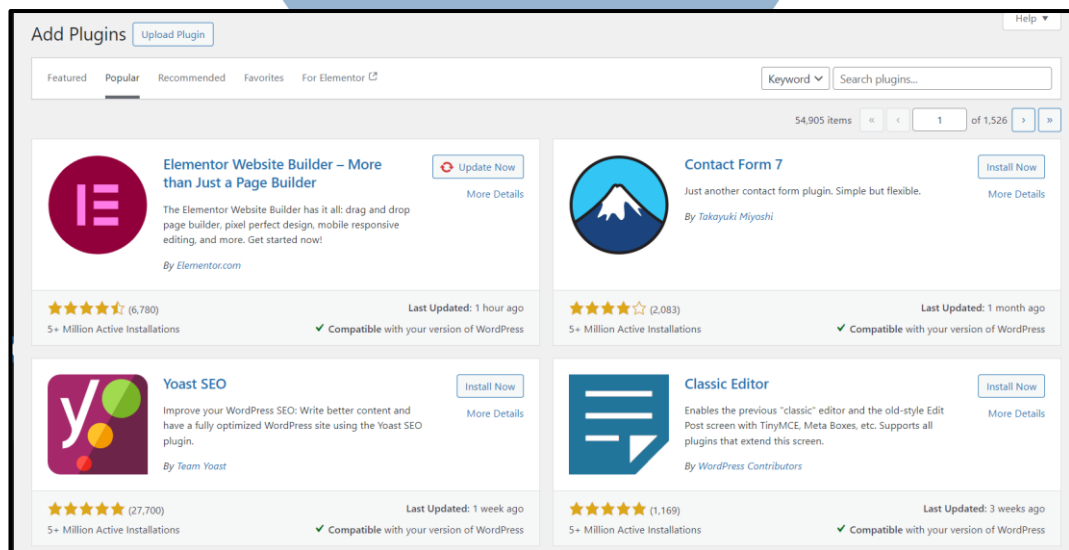 Help ▼
Add Plugins Upload Plugin
Featured Popular Recommended Favorites For Elementor
Keyword Search plugins...
54,905 items « ‹ 1 of 1,526 › »
Elementor Website Builder – More
than Just a Page Builder
Update Now
More Details
The Elementor Website Builder has it all: drag and drop
page builder, pixel perfect design, mobile responsive
editing, and more. Get started now!
By Elementor.com
(6,780)
Last Updated: 1 hour ago
5+ Million Active Installations
✓ Compatible with your version of WordPress
Contact Form 7
Install Now
More Details
Just another contact form plugin. Simple but flexible.
By Takayuki Miyoshi
(2,083)
Last Updated: 1 month ago
5+ Million Active Installations
✓ Compatible with your version of WordPress
y
Yoast SEO
Install Now
More Details
Improve your WordPress SEO: Write better content and
have a fully optimized WordPress site using the Yoast SEO
plugin.
By Team Yoast
(27,700)
Last Updated: 1 week ago
5+ Million Active Installations
✓ Compatible with your version of WordPress
Classic Editor
Install Now
More Details
Enables the previous "classic" editor and the old-style Edit
Post screen with TinyMCE, Meta Boxes, etc. Supports all
plugins that extend this screen.
By WordPress Contributors
(1,169)
Last Updated: 3 weeks ago
5+ Million Active Installations
✓ Compatible with your version of WordPress